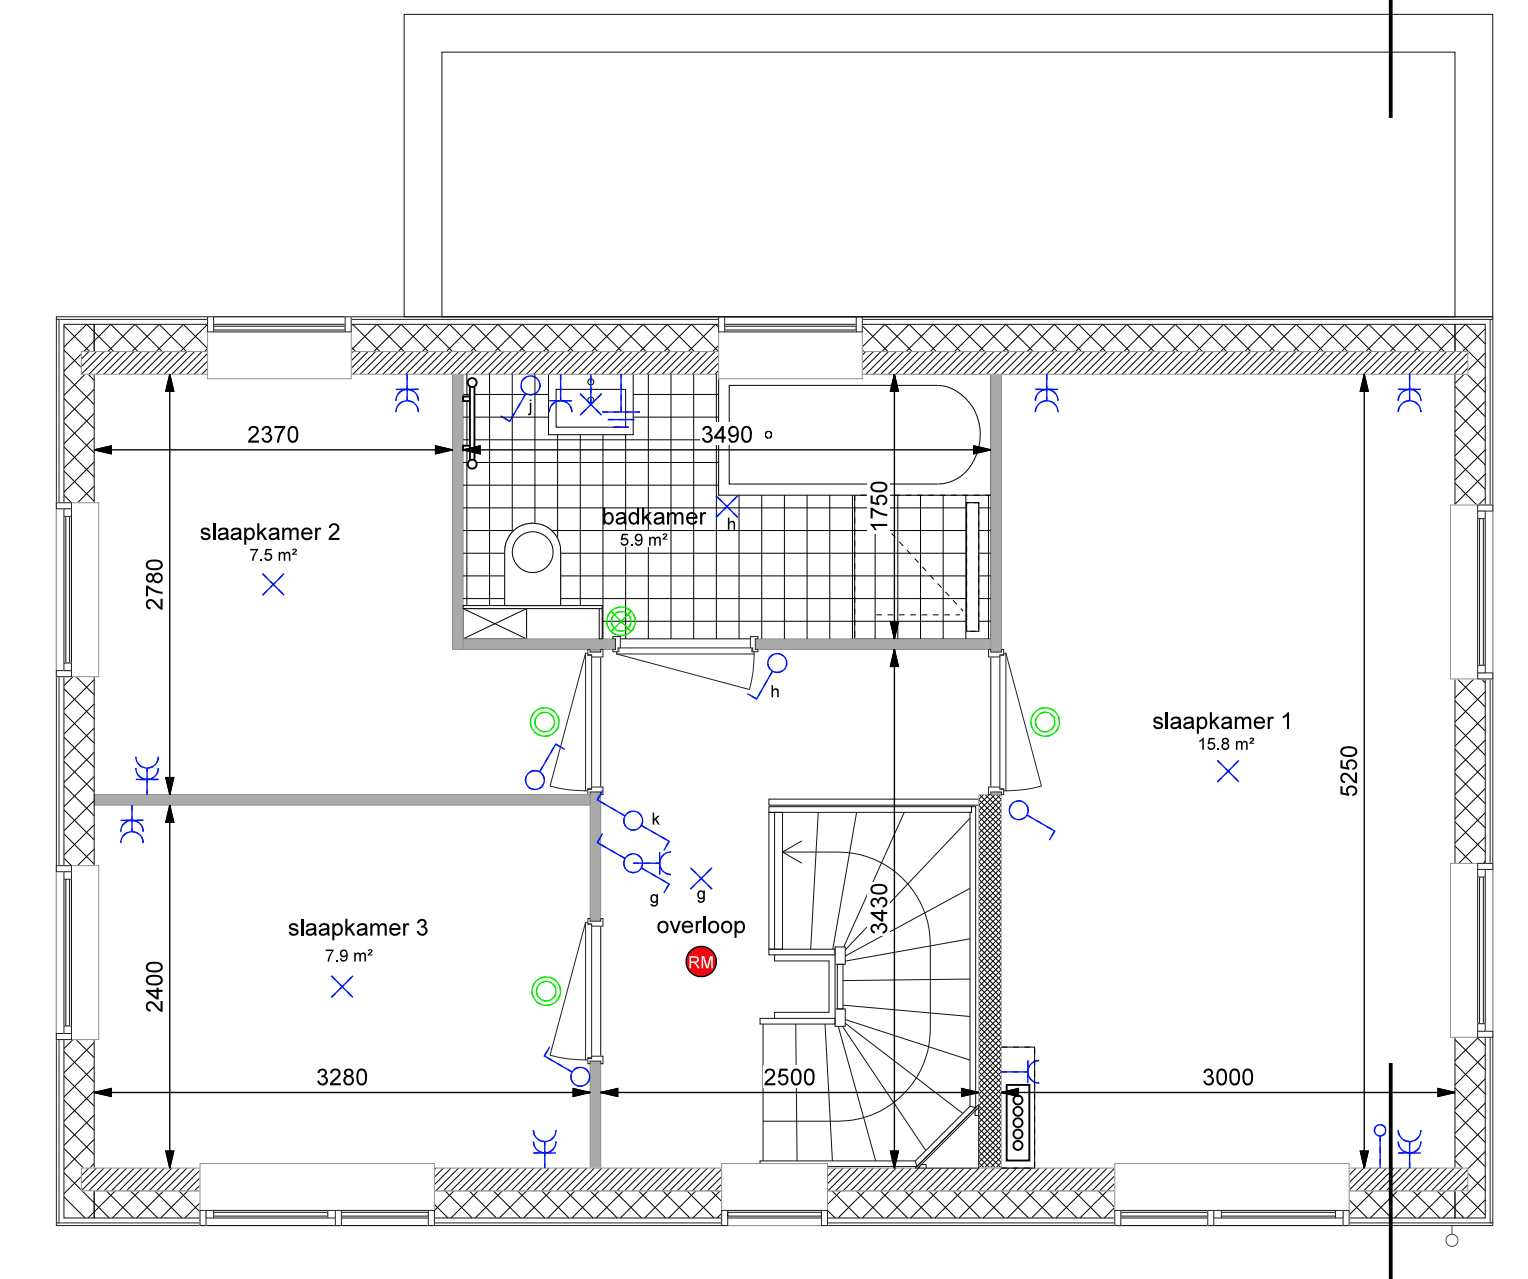 j
2370
3490
1750
slaapkamer 2
7.5 m²
badkamer
h
5.9 m²
2780
h
slaapkamer 1
15.8 m²
5250
k
g
g
3430
slaapkamer 3
7.9 m²
overloop
RM
2400
3280
2500
3000